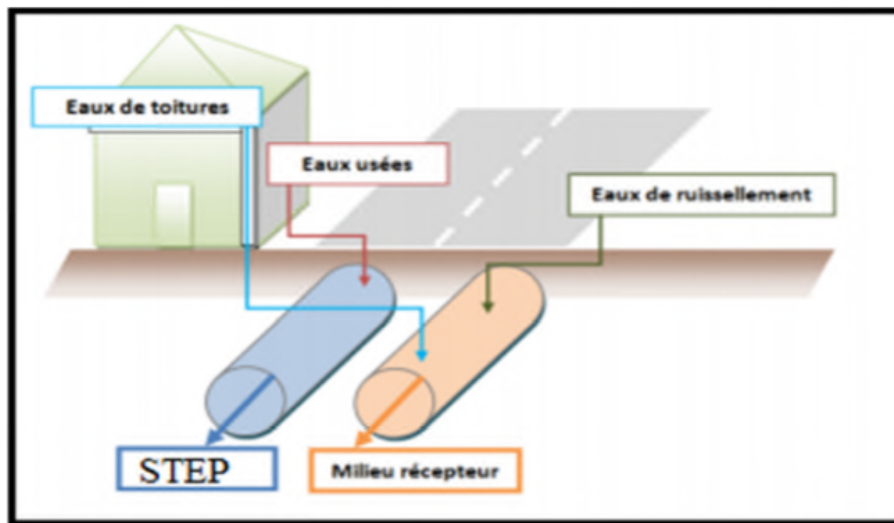 Eaux de toitures
Eaux usées
Eaux de ruissellement
STEP
Milieu récepteur